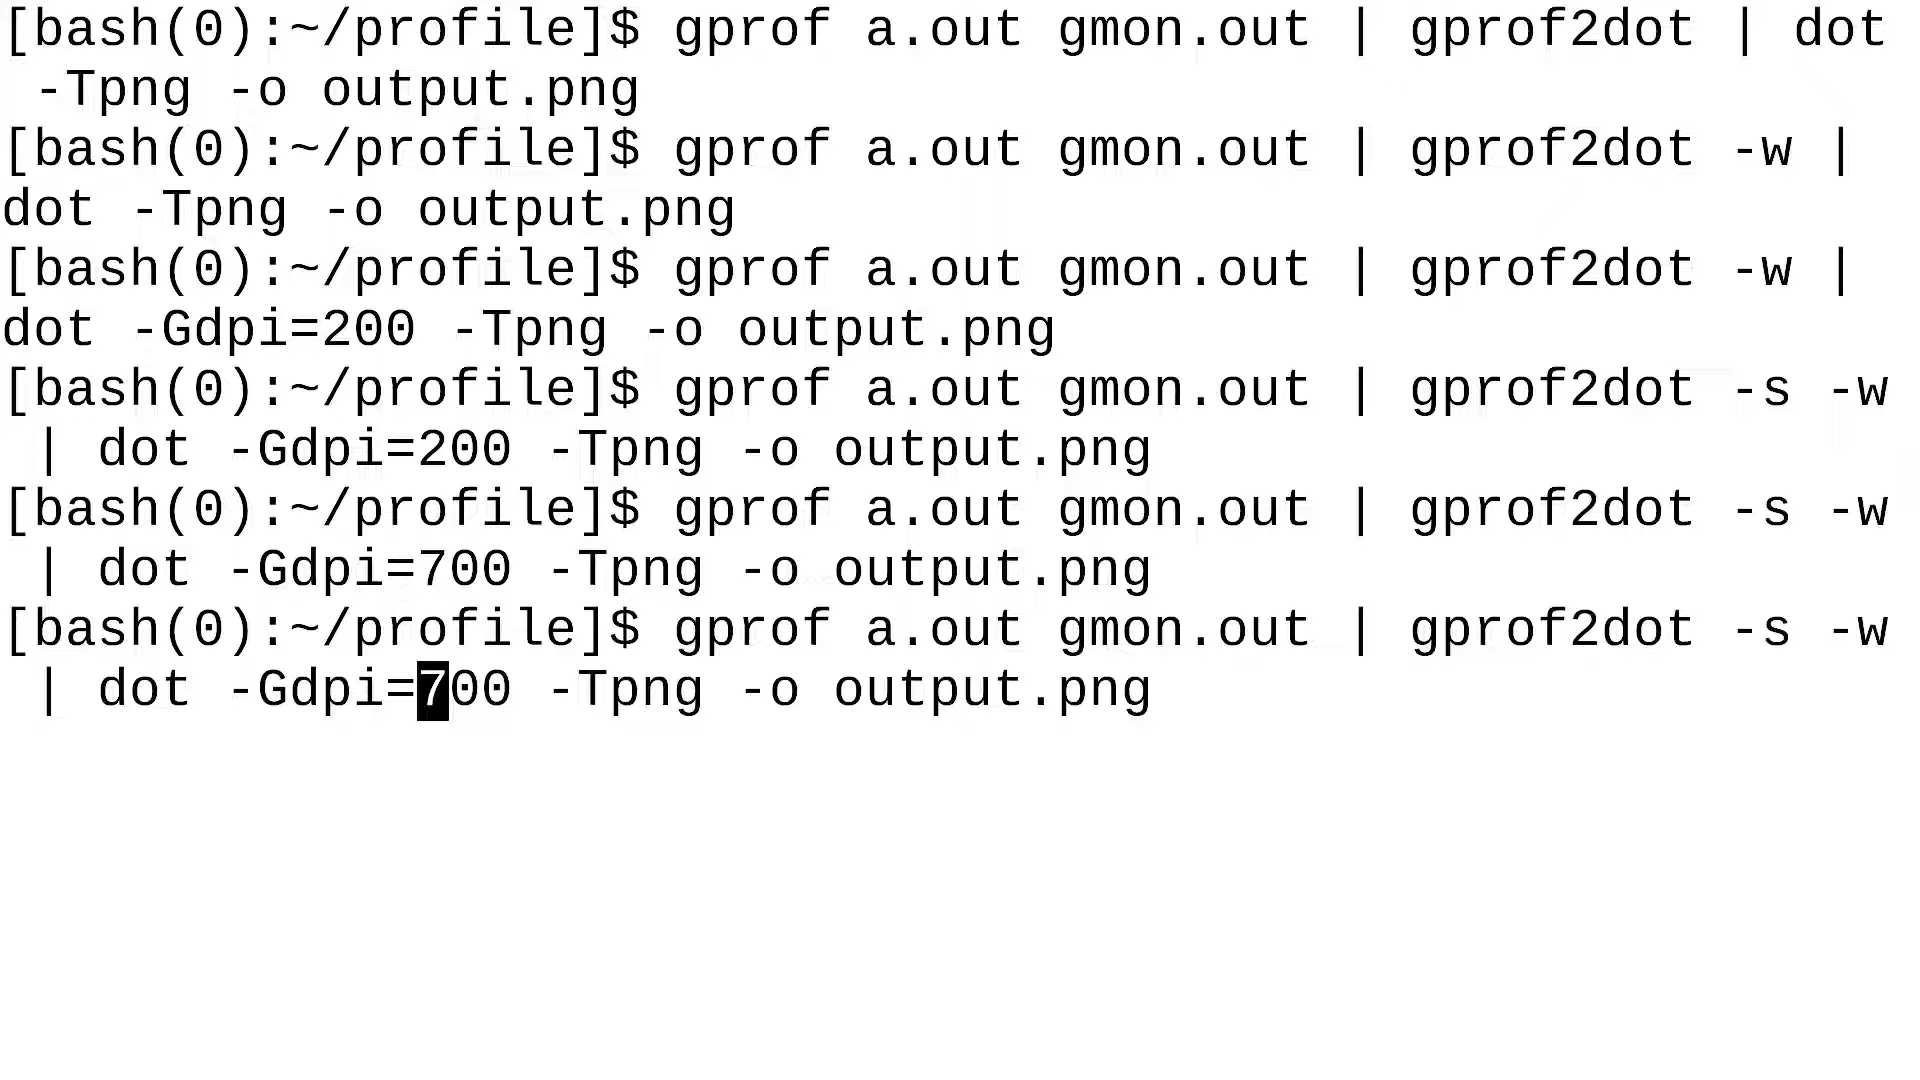 [bash(0):~/profile]$ gprof a.out gmon.out | gprof2dot | dot
-Tpng -o output.png
[bash(0):~/profile]$ gprof a.out gmon.out | gprof2dot -w |
dot -Tpng -o output.png
[bash(0):~/profile]$ gprof a.out gmon.out | gprof2dot -w |
dot -Gdpi=200 -Tpng -o output.png
[bash(0):~/profile]$ gprof a.out gmon.out | gprof2dot -s -w
| dot -Gdpi=200 -Tpng -o output.png
[bash(0):~/profile]$ gprof a.out gmon.out | gprof2dot -s -w
| dot -Gdpi=700 -Tpng -o output.png
[bash(0):~/profile]$ gprof a.out gmon.out | gprof2dot -s -w
| dot -Gdpi=700 -Tpng -o output.png